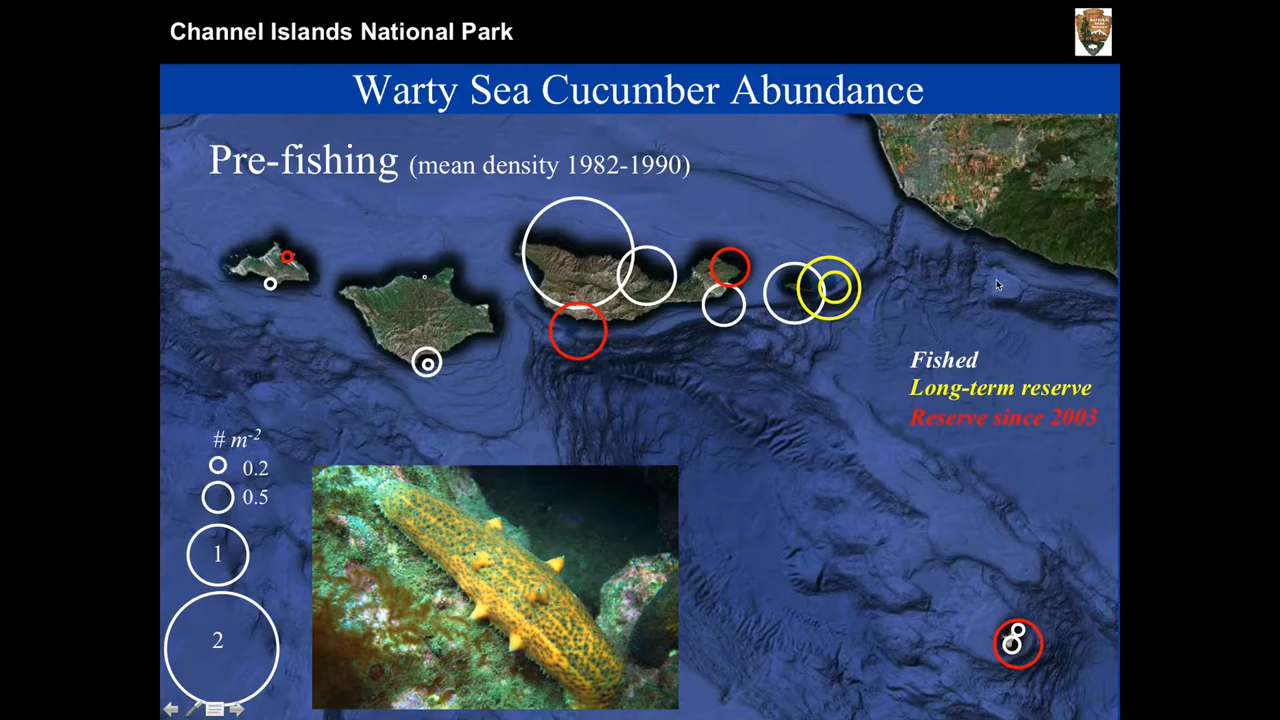 Channel Islands National Park
Warty Sea Cucumber Abundance
Pre-fishing (mean density 1982-1990)
Fished
Long-term reserve
Reserve since 2003
# m-2
0.2
0.5
1
2